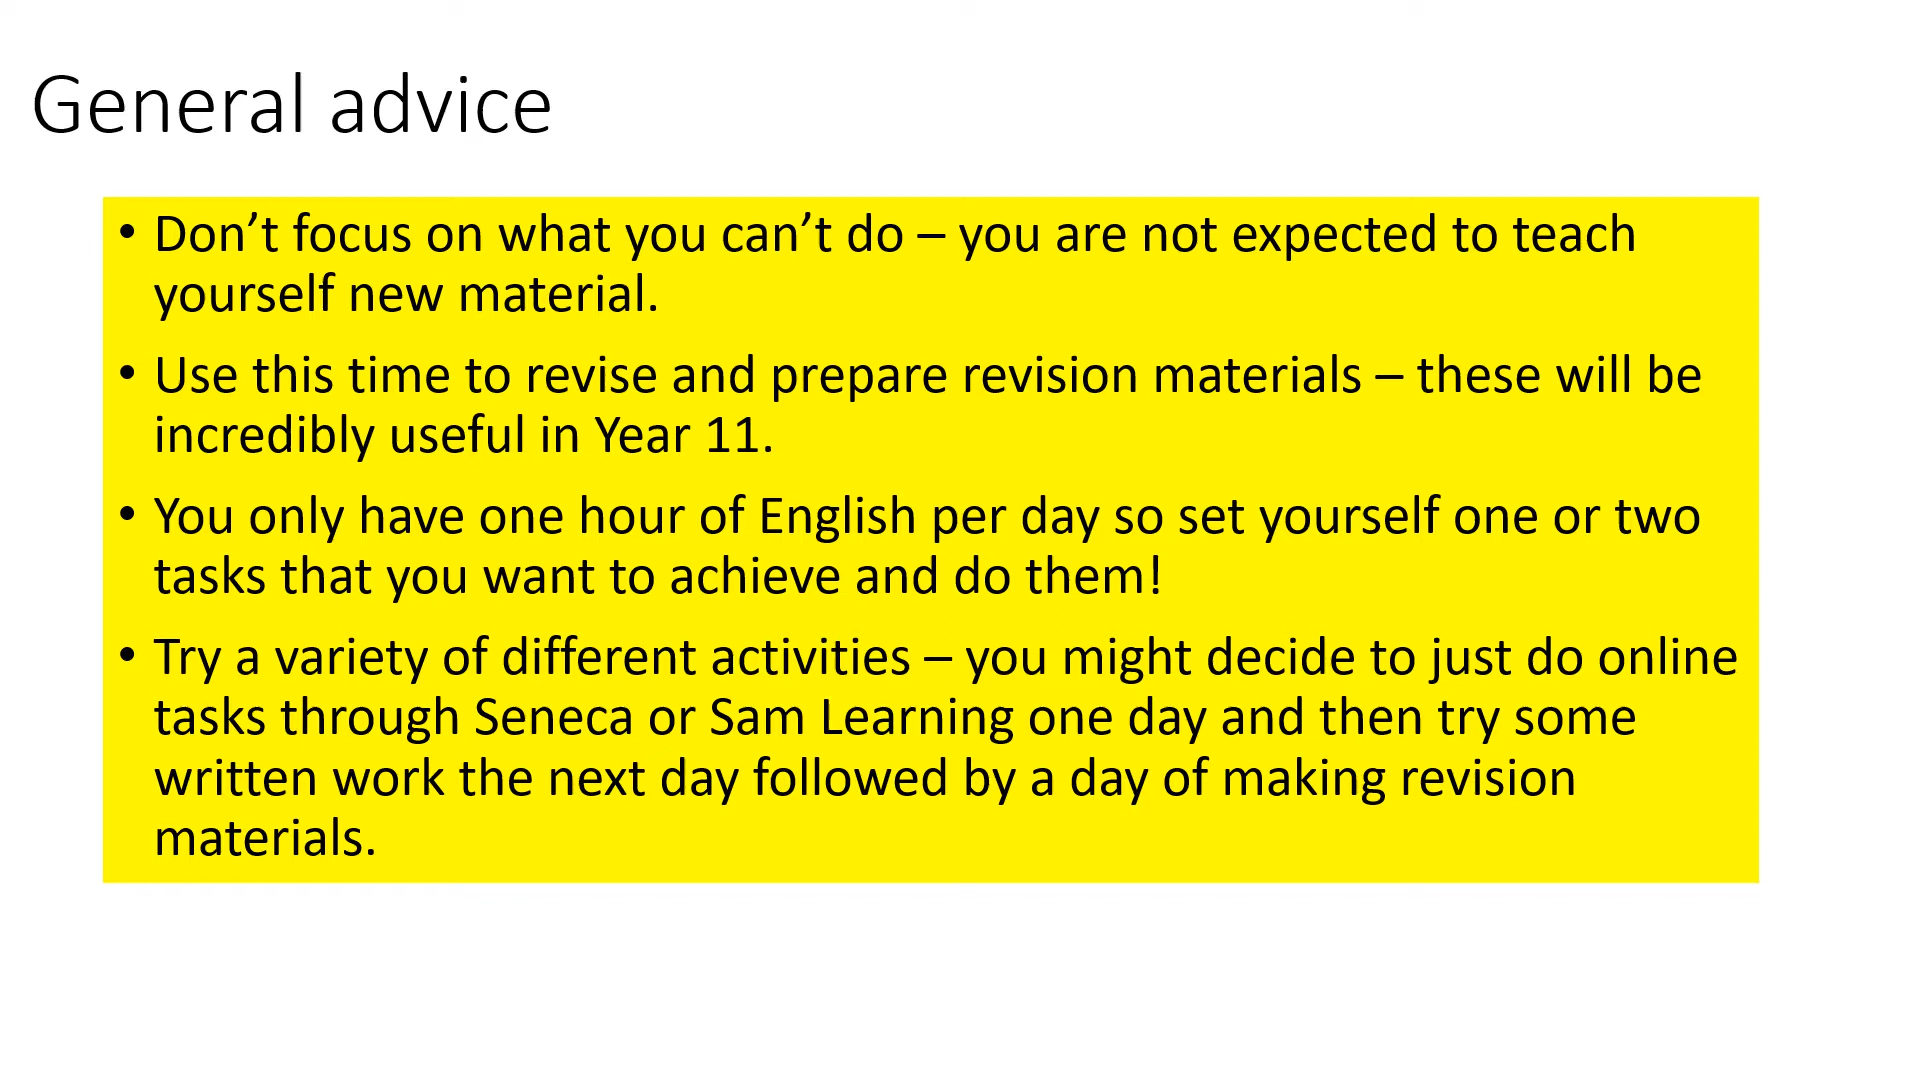 General advice
• Don’t focus on what you can’t do – you are not expected to teach
yourself new material.
• Use this time to revise and prepare revision materials – these will be
incredibly useful in Year 11.
• You only have one hour of English per day so set yourself one or two
tasks that you want to achieve and do them!
• Try a variety of different activities – you might decide to just do online
tasks through Seneca or Sam Learning one day and then try some
written work the next day followed by a day of making revision
materials.